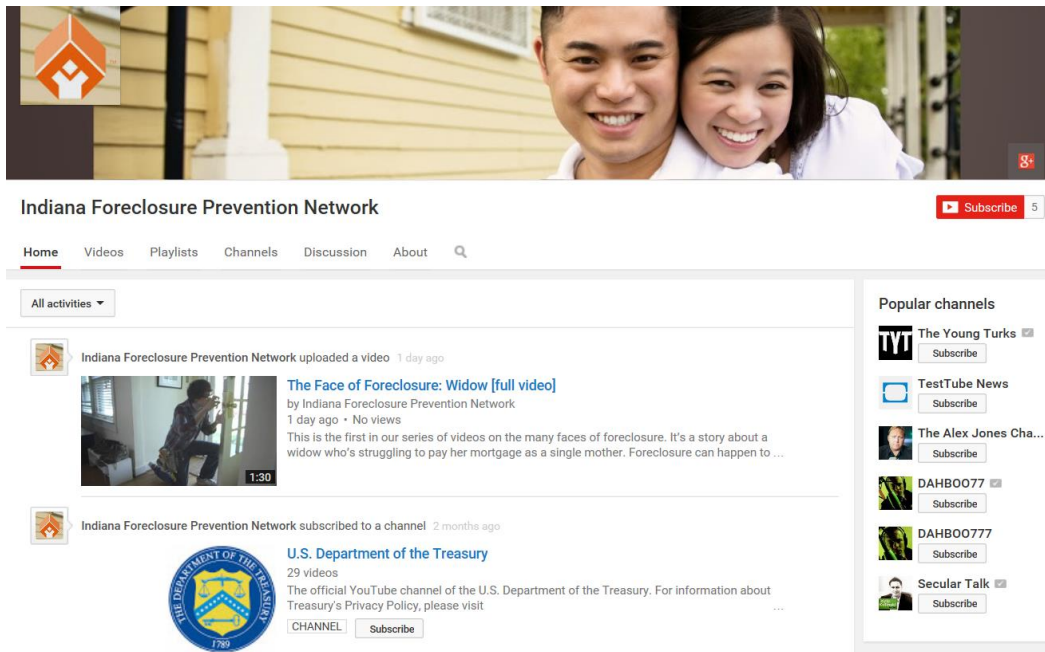 g+
Indiana Foreclosure Prevention Network
Subscribe 5
Home Videos Playlists Channels Discussion About
All activities
Indiana Foreclosure Prevention Network uploaded a video 1 day ago
The Face of Foreclosure: Widow [full video]
by Indiana Foreclosure Prevention Network
1 day ago • No views
This is the first in our series of videos on the many faces of foreclosure. It's a story about a
widow who's struggling to pay her mortgage as a single mother. Foreclosure can happen to ...
1:30
Indiana Foreclosure Prevention Network subscribed to a channel 2 months ago
THE DEPARTMENT OF THE TREASURY
1789
U.S. Department of the Treasury
29 videos
The official YouTube channel of the U.S. Department of the Treasury. For information about
Treasury's Privacy Policy, please visit ...
CHANNEL Subscribe
Popular channels
TYT
The Young Turks
Subscribe
TestTube News
Subscribe
The Alex Jones Cha...
Subscribe
DAHBOO77
Subscribe
DAHBOO777
Subscribe
Secular Talk
Subscribe